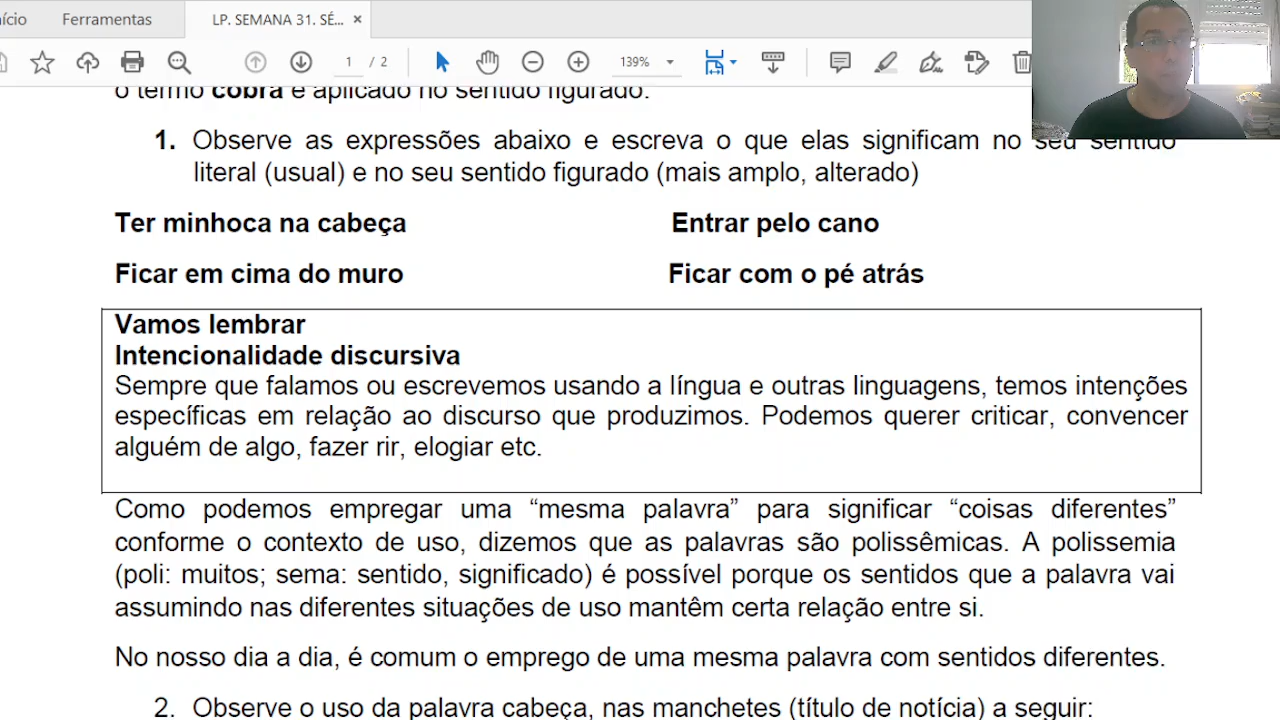 ício Ferramentas LP. SEMANA 31. SÉ... ×
1 / 2 139%
o termo cobra é aplicado no sentido figurado.
1. Observe as expressões abaixo e escreva o que elas significam no seu sentido
literal (usual) e no seu sentido figurado (mais amplo, alterado)
Ter minhoca na cabeça Entrar pelo cano
Ficar em cima do muro Ficar com o pé atrás
Vamos lembrar
Intencionalidade discursiva
Sempre que falamos ou escrevemos usando a língua e outras linguagens, temos intenções
específicas em relação ao discurso que produzimos. Podemos querer criticar, convencer
alguém de algo, fazer rir, elogiar etc.
Como podemos empregar uma “mesma palavra” para significar “coisas diferentes”
conforme o contexto de uso, dizemos que as palavras são polissêmicas. A polissemia
(poli: muitos; sema: sentido, significado) é possível porque os sentidos que a palavra vai
assumindo nas diferentes situações de uso mantêm certa relação entre si.
No nosso dia a dia, é comum o emprego de uma mesma palavra com sentidos diferentes.
2. Observe o uso da palavra cabeça, nas manchetes (título de notícia) a seguir: